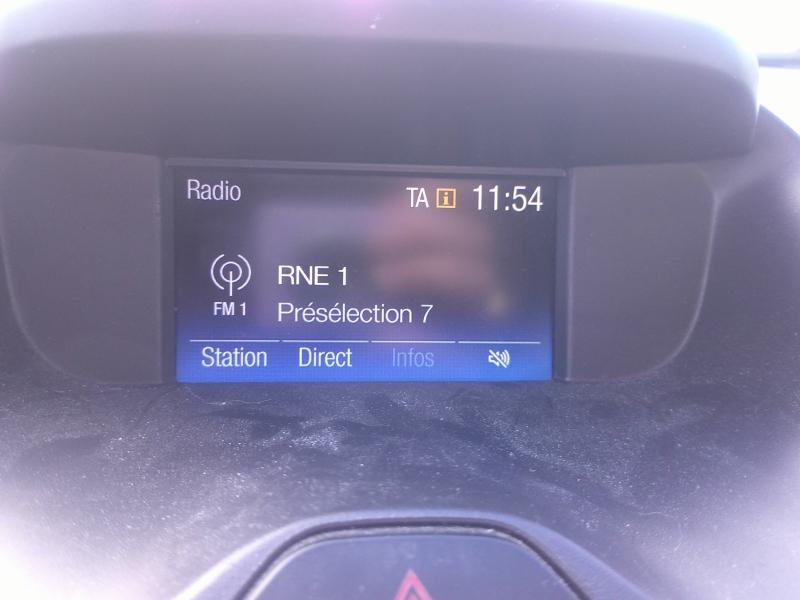 Radio TA i 11:54
RNE 1
FM 1 Présélection 7
Station Direct Infos